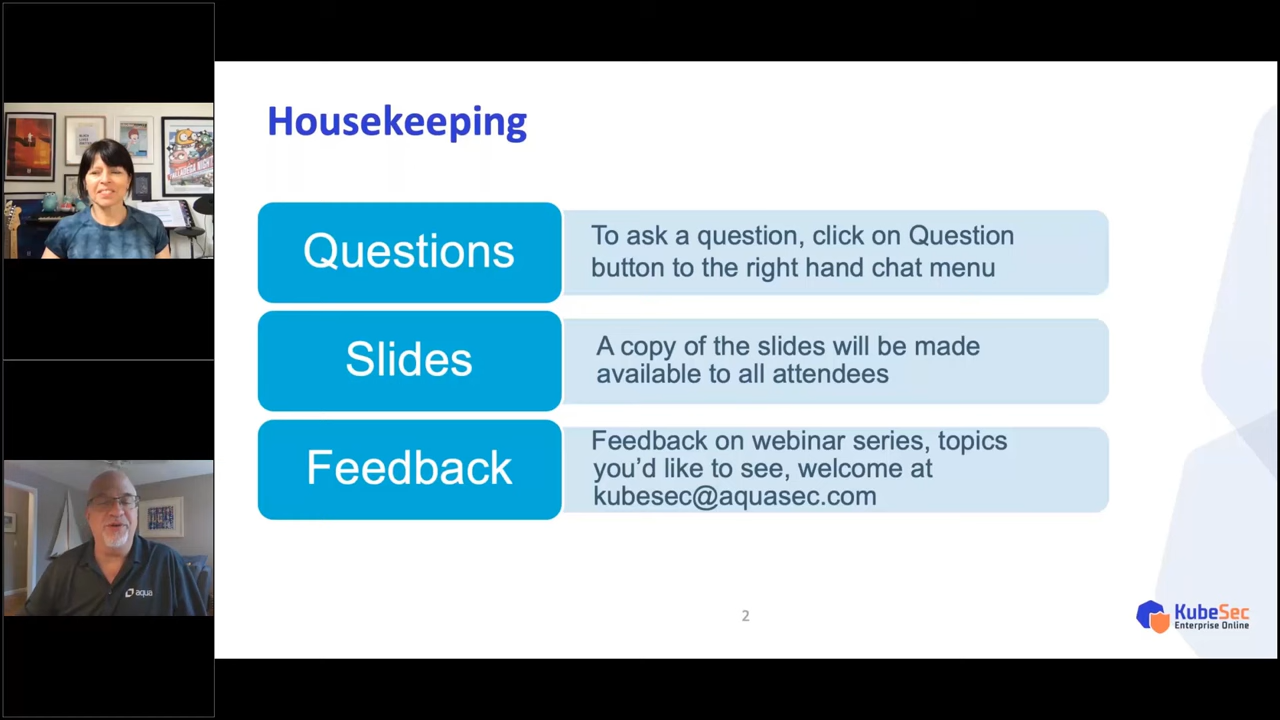 Housekeeping
Questions
To ask a question, click on Question
button to the right hand chat menu
Slides
A copy of the slides will be made
available to all attendees
Feedback
Feedback on webinar series, topics
you’d like to see, welcome at
kubesec@aquasec.com
aqua
2
KubeSec
Enterprise Online